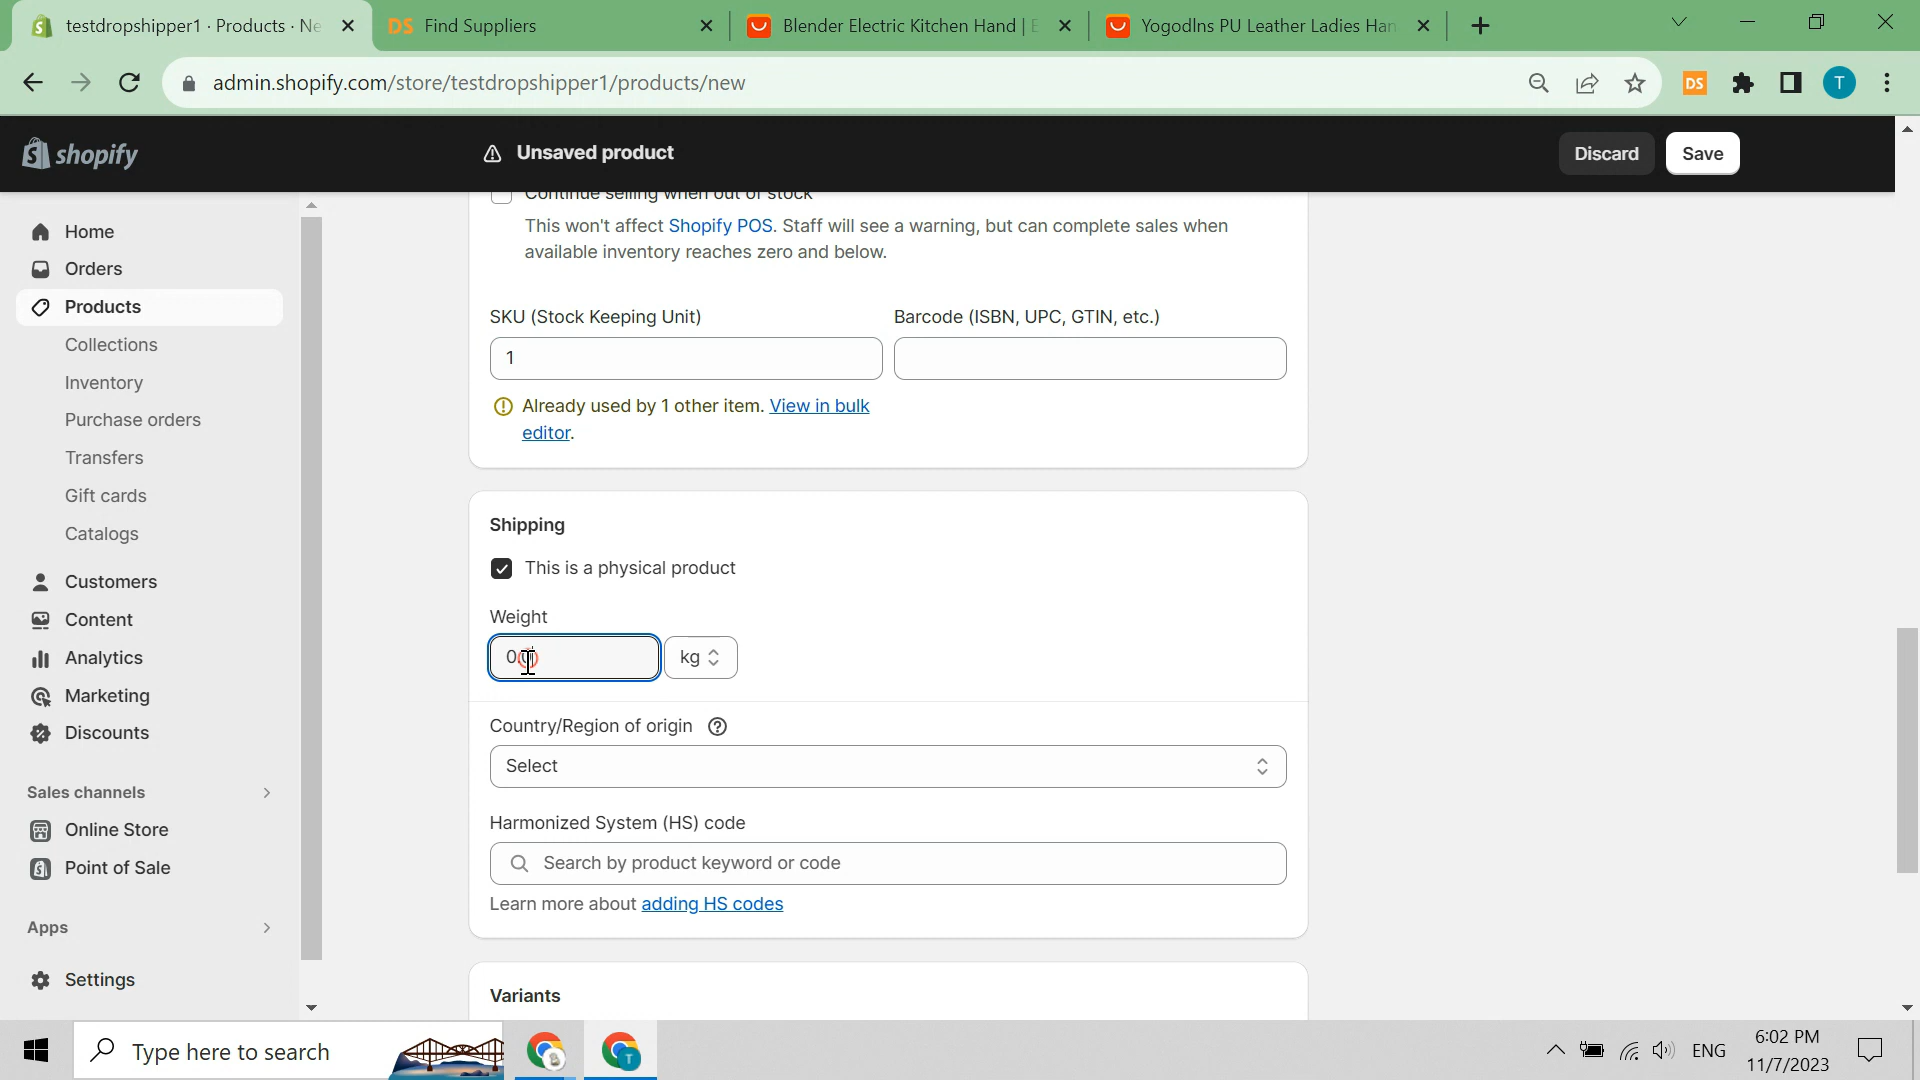 testdropshipper1 · Products · Ne
DS Find Suppliers
Blender Electric Kitchen Hand | E
Yogodlns PU Leather Ladies Han
admin.shopify.com/store/testdropshipper1/products/new
DS
T
shopify
Unsaved product
Discard
Save
Home
Orders
Products
Collections
Inventory
Purchase orders
Transfers
Gift cards
Catalogs
Customers
Content
Analytics
Marketing
Discounts
Sales channels
Online Store
Point of Sale
Apps
Settings
Continue selling when out of stock
This won't affect Shopify POS. Staff will see a warning, but can complete sales when
available inventory reaches zero and below.
SKU (Stock Keeping Unit)
Barcode (ISBN, UPC, GTIN, etc.)
1
Already used by 1 other item. View in bulk
editor.
Shipping
This is a physical product
Weight
0.0
kg
Country/Region of origin
Select
Harmonized System (HS) code
Search by product keyword or code
Learn more about adding HS codes
Variants
Type here to search
T
ENG
6:02 PM
11/7/2023